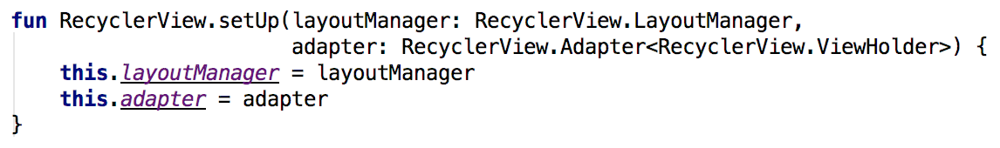 fun RecyclerView.setUp(layoutManager: RecyclerView.LayoutManager,
                       adapter: RecyclerView.Adapter<RecyclerView.ViewHolder>) {
    this.layoutManager = layoutManager
    this.adapter = adapter
}